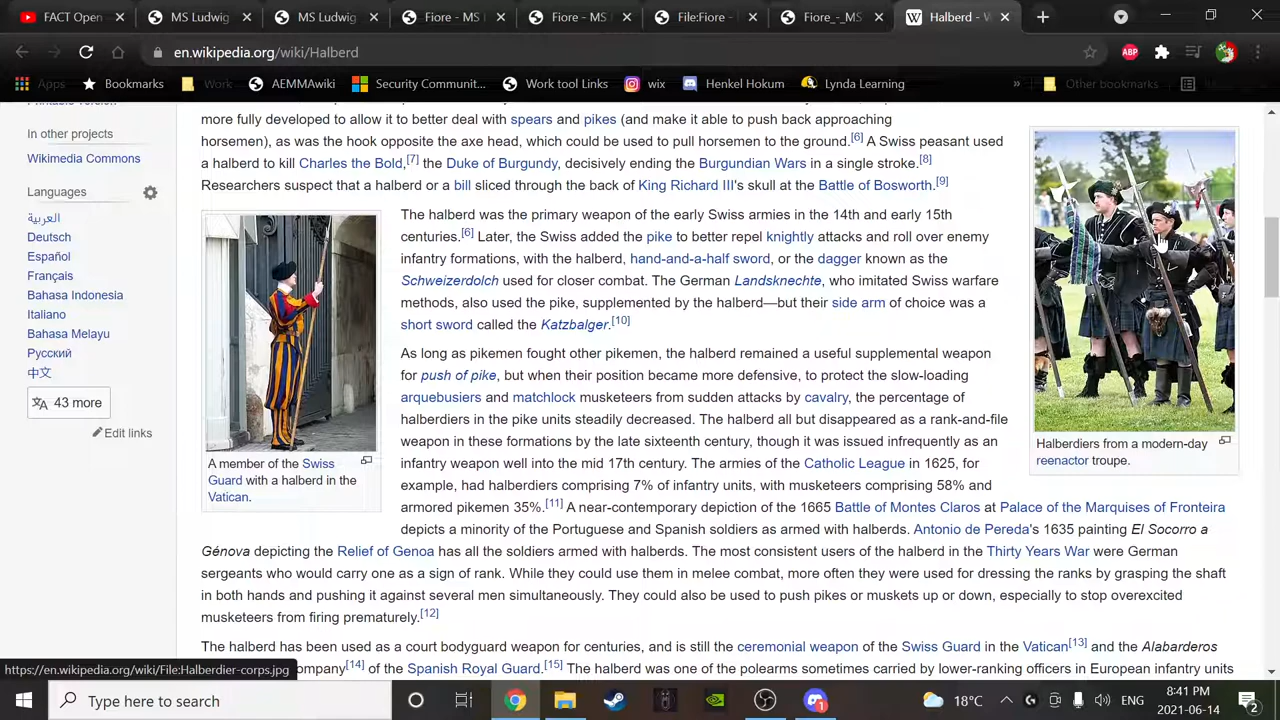 FACT Open
MS Ludwig
MS Ludwig
Fiore - MS
Fiore - MS
File:Fiore -
Fiore_-_MS
Halberd - W
en.wikipedia.org/wiki/Halberd
ABP
Apps
Bookmarks
Work
AEMMAwiki
Security Communit...
Work tool Links
wix
Henkel Hokum
Lynda Learning
»
Other bookmarks
In other projects
Wikimedia Commons
Languages
العربية
Deutsch
Español
Français
Bahasa Indonesia
Italiano
Bahasa Melayu
Русский
中文
43 more
Edit links
more fully developed to allow it to better deal with spears and pikes (and make it able to push back approaching
horsemen), as was the hook opposite the axe head, which could be used to pull horsemen to the ground.[6] A Swiss peasant used
a halberd to kill Charles the Bold,[7] the Duke of Burgundy, decisively ending the Burgundian Wars in a single stroke.[8]
Researchers suspect that a halberd or a bill sliced through the back of King Richard III's skull at the Battle of Bosworth.[9]
A member of the Swiss
Guard with a halberd in the
Vatican.
The halberd was the primary weapon of the early Swiss armies in the 14th and early 15th
centuries.[6] Later, the Swiss added the pike to better repel knightly attacks and roll over enemy
infantry formations, with the halberd, hand-and-a-half sword, or the dagger known as the
Schweizerdolch used for closer combat. The German Landsknechte, who imitated Swiss warfare
methods, also used the pike, supplemented by the halberd—but their side arm of choice was a
short sword called the Katzbalger.[10]
Halberdiers from a modern-day
reenactor troupe.
As long as pikemen fought other pikemen, the halberd remained a useful supplemental weapon
for push of pike, but when their position became more defensive, to protect the slow-loading
arquebusiers and matchlock musketeers from sudden attacks by cavalry, the percentage of
halberdiers in the pike units steadily decreased. The halberd all but disappeared as a rank-and-file
weapon in these formations by the late sixteenth century, though it was issued infrequently as an
infantry weapon well into the mid 17th century. The armies of the Catholic League in 1625, for
example, had halberdiers comprising 7% of infantry units, with musketeers comprising 58% and
armored pikemen 35%.[11] A near-contemporary depiction of the 1665 Battle of Montes Claros at Palace of the Marquises of Fronteira
depicts a minority of the Portuguese and Spanish soldiers as armed with halberds. Antonio de Pereda's 1635 painting El Socorro a
Génova depicting the Relief of Genoa has all the soldiers armed with halberds. The most consistent users of the halberd in the Thirty Years War were German
sergeants who would carry one as a sign of rank. While they could use them in melee combat, more often they were used for dressing the ranks by grasping the shaft
in both hands and pushing it against several men simultaneously. They could also be used to push pikes or muskets up or down, especially to stop overexcited
musketeers from firing prematurely.[12]
The halberd has been used as a court bodyguard weapon for centuries, and is still the ceremonial weapon of the Swiss Guard in the Vatican[13] and the Alabarderos
ompany[14] of the Spanish Royal Guard.[15] The halberd was one of the polearms sometimes carried by lower-ranking officers in European infantry units
https://en.wikipedia.org/wiki/File:Halberdier-corps.jpg
Type here to search
1
18°C
ENG
8:41 PM
2021-06-14
2